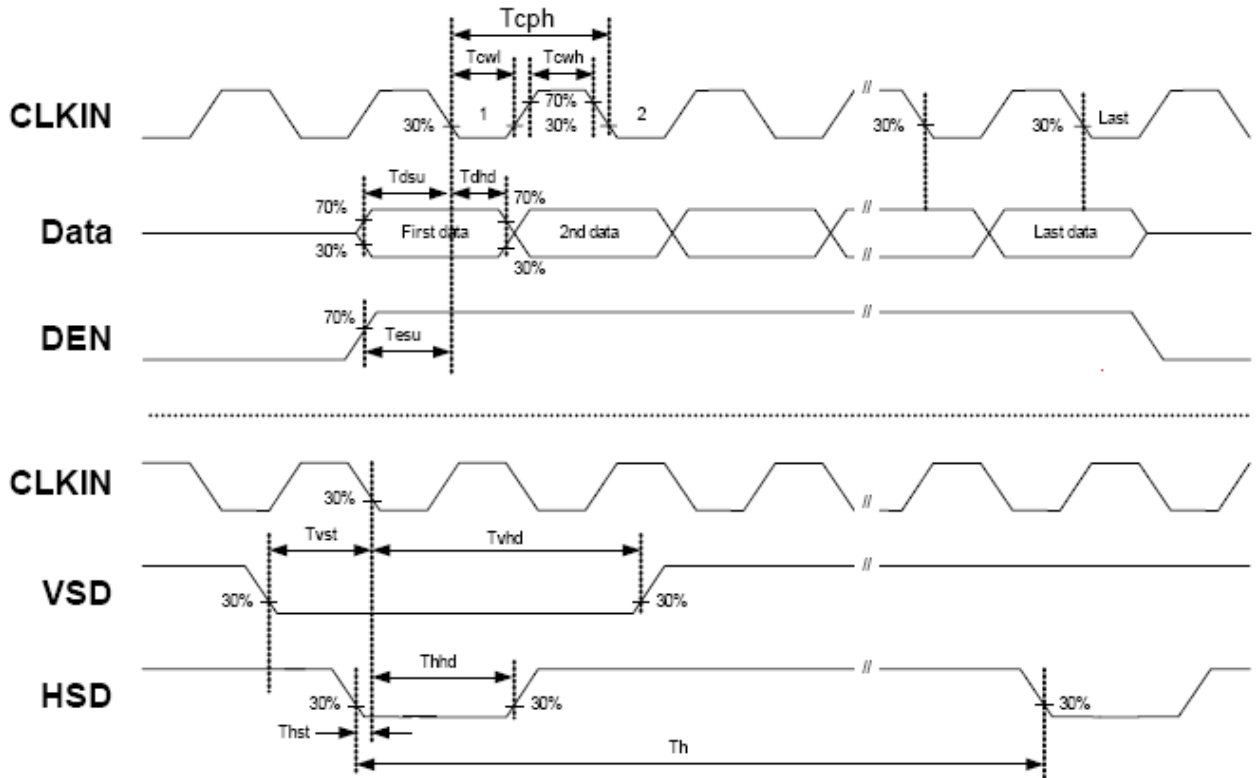 Tcph
Tcwl Tcwh
CLKIN 30% 1 70% 30% 2 // 30% 30% Last
Tdsu Tdhd
70% 70%
Data First data 2nd data // Last data
30% 30%
//
DEN 70%
Tesu
CLKIN 30% //
Tvst Tvhd
//
VSD 30% 30%
Thhd //
HSD 30% 30% 30%
Thst
Th